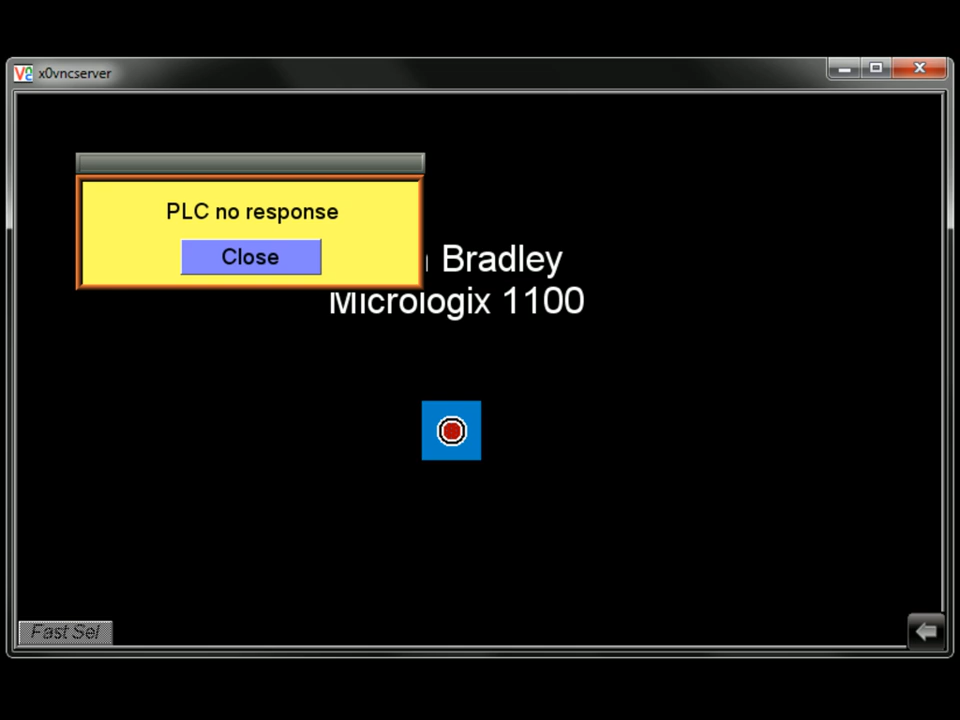 x0vncserver
PLC no response
Close
Bradley
Micrologix 1100
Fast Sel